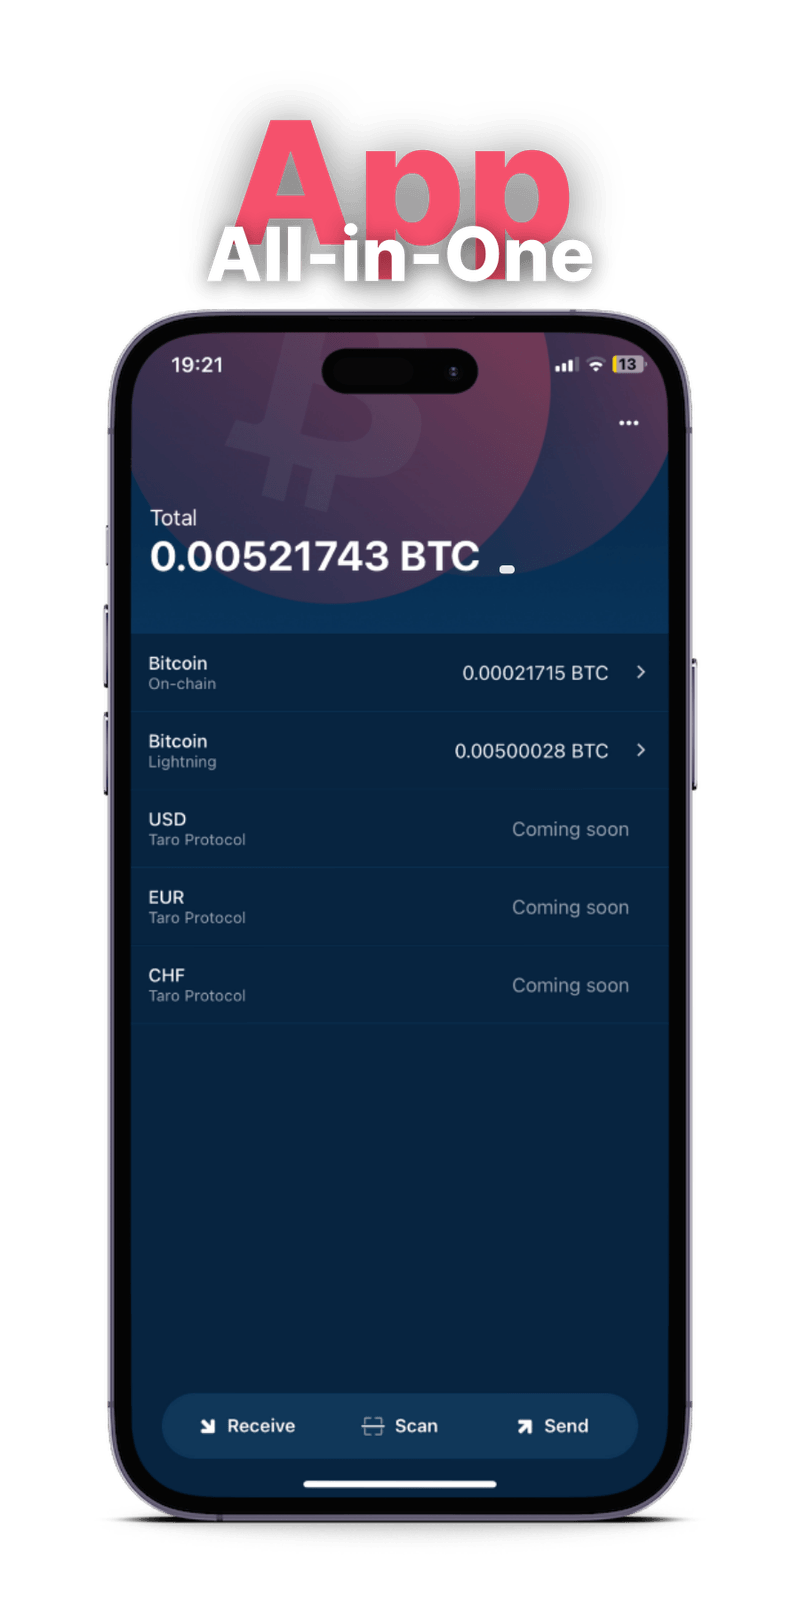 App
All-in-One
19:21
13
Total
0.00521743 BTC
Bitcoin
On-chain
0.00021715 BTC
Bitcoin
Lightning
0.00500028 BTC
USD
Taro Protocol
Coming soon
EUR
Taro Protocol
Coming soon
CHF
Taro Protocol
Coming soon
Receive
Scan
Send